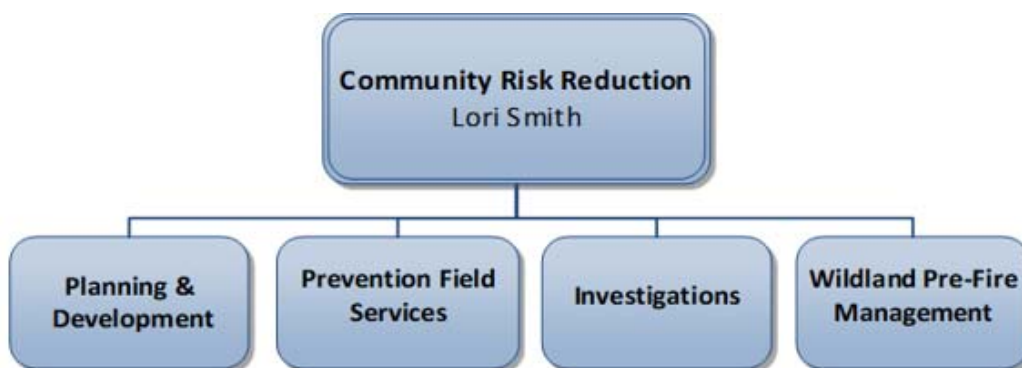 Community Risk Reduction
Lori Smith
Planning &
Development
Prevention Field
Services
Investigations
Wildland Pre-Fire
Management